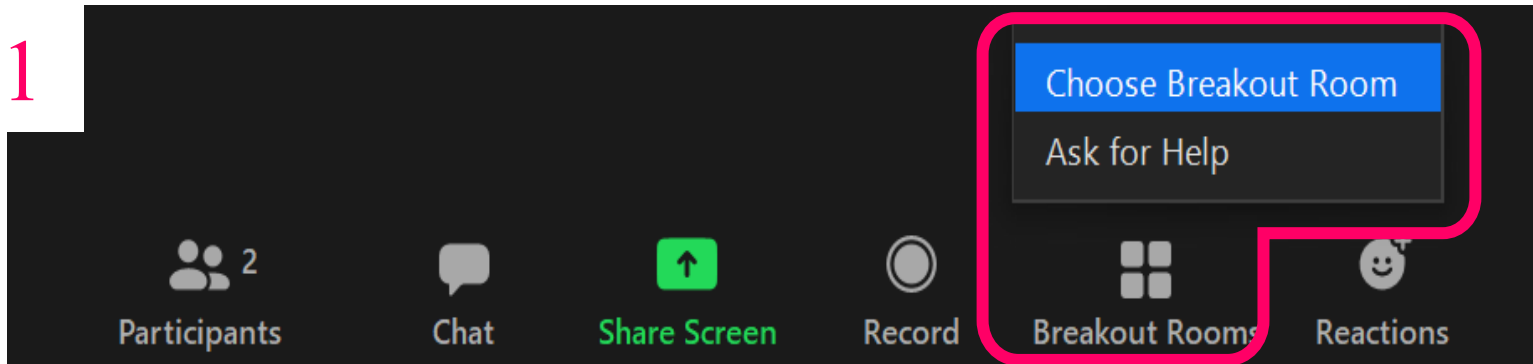 1
Choose Breakout Room
Ask for Help
2
Participants Chat Share Screen Record Breakout Rooms Reactions